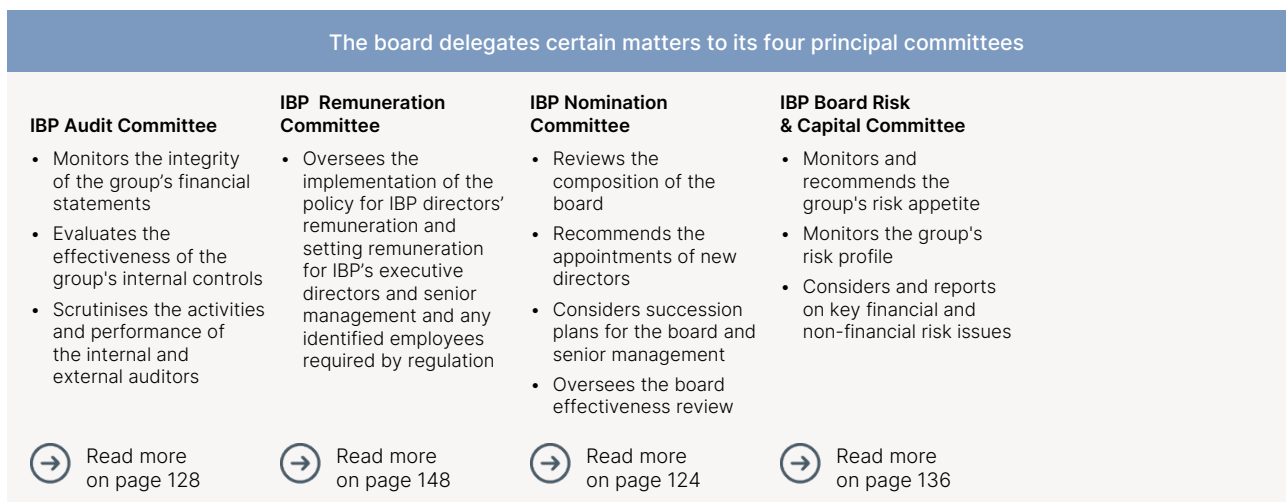 The board delegates certain matters to its four principal committees
IBP Audit Committee
• Monitors the integrity
of the group’s financial
statements
• Evaluates the
effectiveness of the
group's internal controls
• Scrutinises the activities
and performance of
the internal and
external auditors
Read more
on page 128
IBP Remuneration
Committee
• Oversees the
implementation of the
policy for IBP directors’
remuneration and
setting remuneration
for IBP’s executive
directors and senior
management and any
identified employees
required by regulation
Read more
on page 148
IBP Nomination
Committee
• Reviews the
composition of the
board
• Recommends the
appointments of new
directors
• Considers succession
plans for the board and
senior management
• Oversees the board
effectiveness review
Read more
on page 124
IBP Board Risk
& Capital Committee
• Monitors and
recommends the
group's risk appetite
• Monitors the group's
risk profile
• Considers and reports
on key financial and
non-financial risk issues
Read more
on page 136